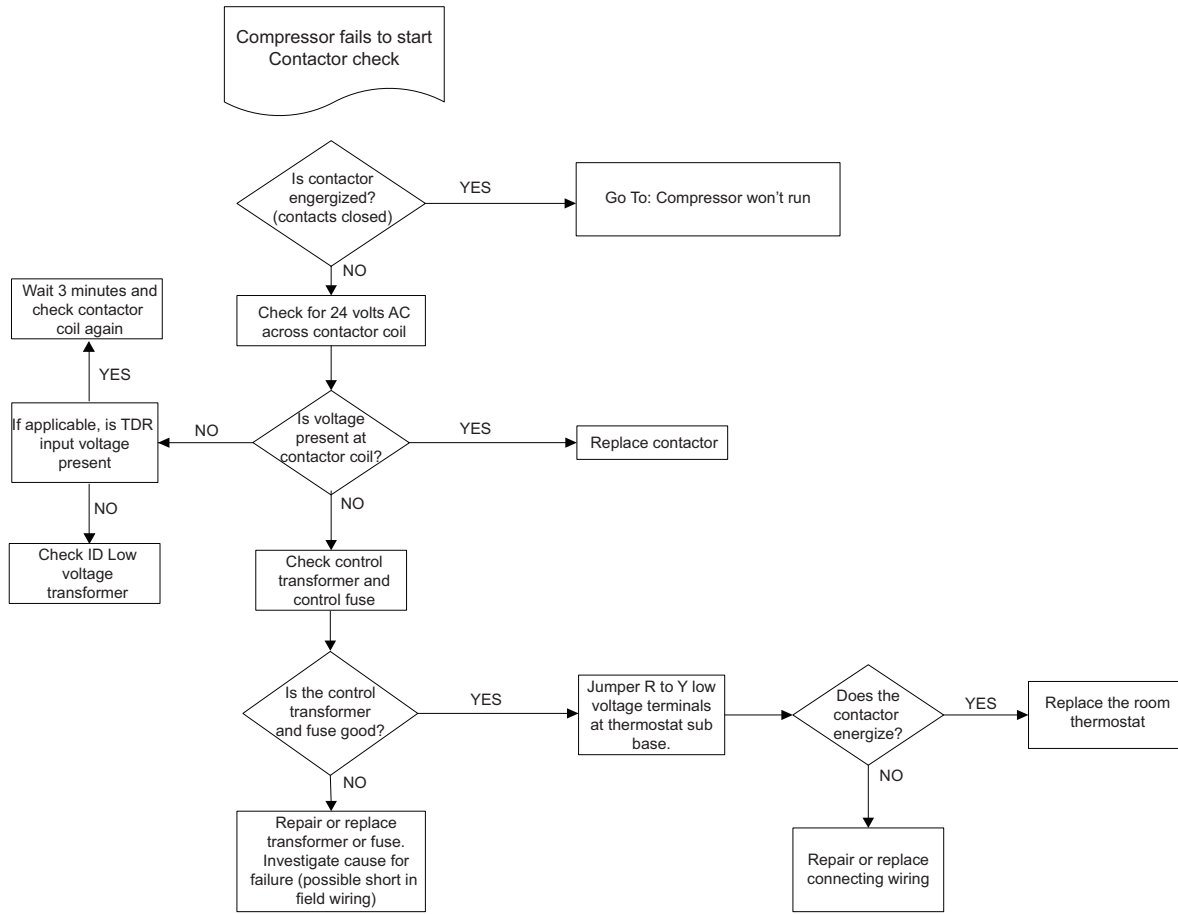 Compressor fails to start
Contactor check
Is contactor
engergized?
(contacts closed)
YES
Go To: Compressor won’t run
NO
Wait 3 minutes and
check contactor
coil again
Check for 24 volts AC
across contactor coil
YES
If applicable, is TDR
input voltage
present
NO
Is voltage
present at
contactor coil?
YES
Replace contactor
NO
NO
Check ID Low
voltage
transformer
Check control
transformer and
control fuse
Is the control
transformer
and fuse good?
YES
Jumper R to Y low
voltage terminals
at thermostat sub
base.
Does the
contactor
energize?
YES
Replace the room
thermostat
NO
NO
Repair or replace
transformer or fuse.
Investigate cause for
failure (possible short in
field wiring)
Repair or replace
connecting wiring